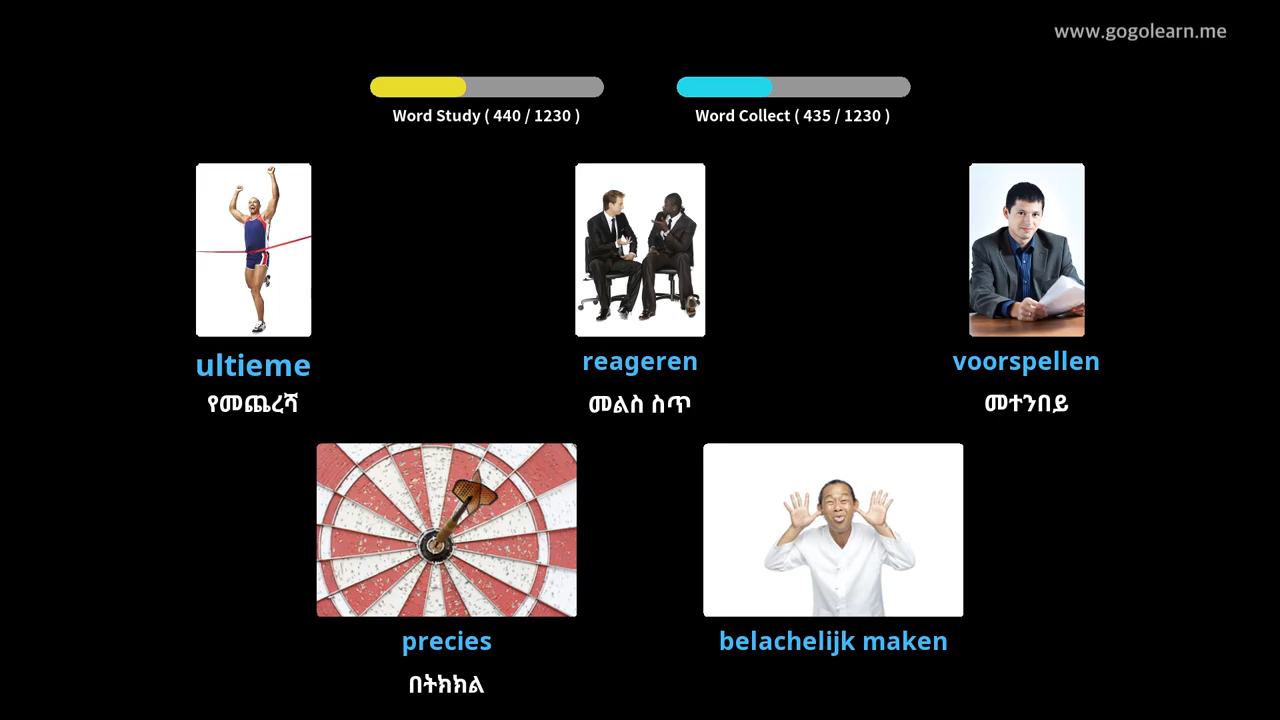 www.gogolearn.me
Word Study ( 440 / 1230 )
Word Collect ( 435 / 1230 )
ultieme
የመጨረሻ
reageren
መልስ ስጥ
voorspellen
መተንበይ
precies
በትክክል
belachelijk maken